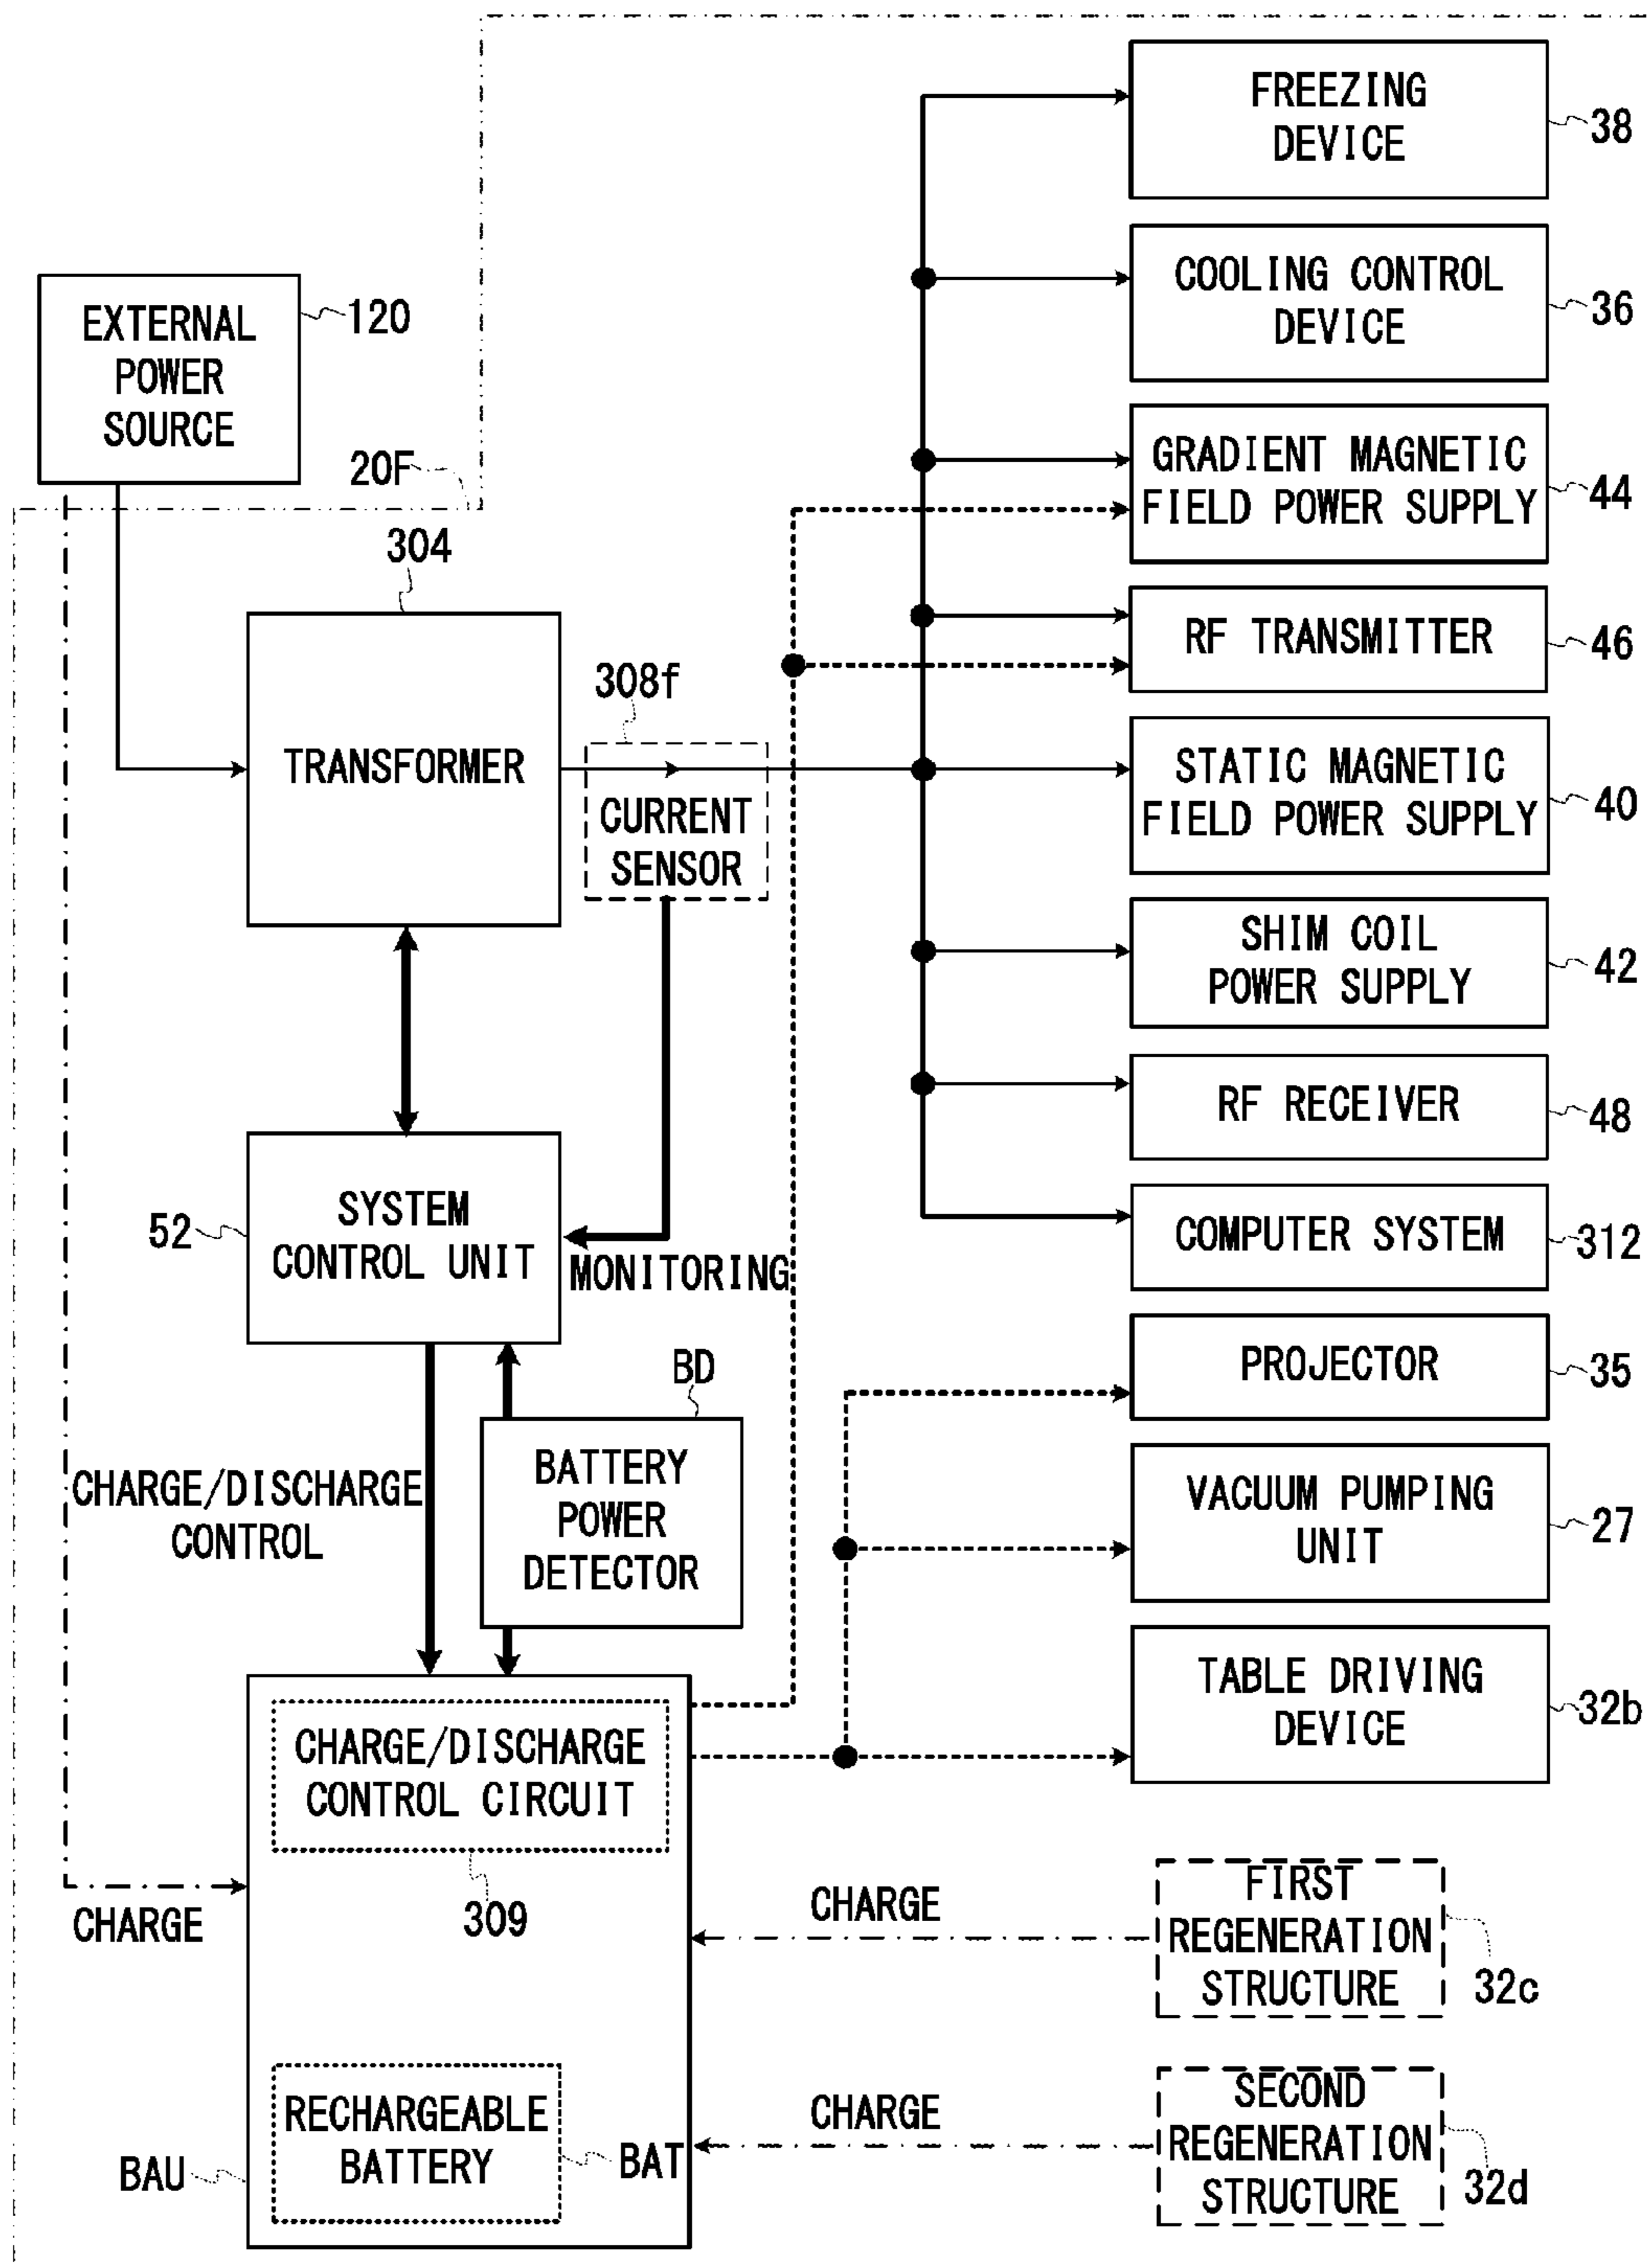 FREEZING
DEVICE
38
COOLING CONTROL
DEVICE
36
EXTERNAL
POWER
SOURCE
120
20F
GRADIENT MAGNETIC
FIELD POWER SUPPLY
44
304
RF TRANSMITTER
46
308f
TRANSFORMER
CURRENT
SENSOR
STATIC MAGNETIC
FIELD POWER SUPPLY
40
SHIM COIL
POWER SUPPLY
42
RF RECEIVER
48
52
SYSTEM
CONTROL UNIT
MONITORING
COMPUTER SYSTEM
312
PROJECTOR
35
BD
BATTERY
POWER
DETECTOR
CHARGE/DISCHARGE
CONTROL
VACUUM PUMPING
UNIT
27
TABLE DRIVING
DEVICE
32b
CHARGE/DISCHARGE
CONTROL CIRCUIT
309
CHARGE
CHARGE
FIRST
REGENERATION
STRUCTURE
32c
CHARGE
SECOND
REGENERATION
STRUCTURE
32d
RECHARGEABLE
BATTERY
BAT
BAU